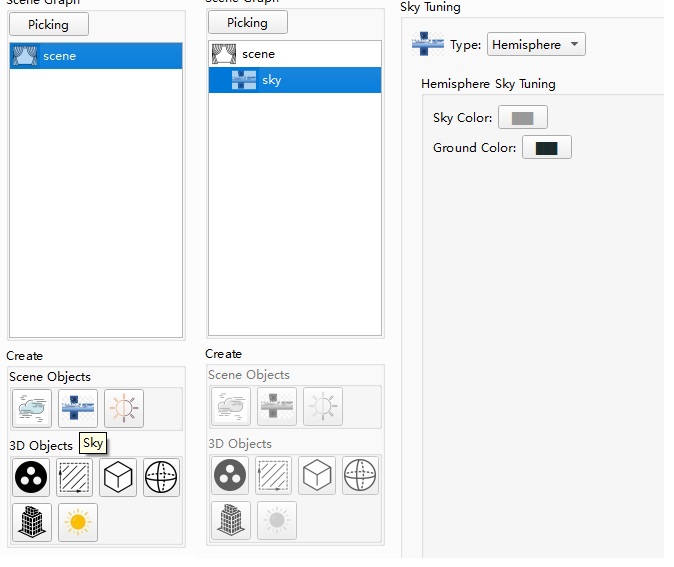 Scene Graph
Picking
scene
Create
Scene Objects
Sky
3D Objects
Scene Graph
Picking
scene
sky
Create
Scene Objects
3D Objects
Sky Tuning
Type: Hemisphere
Hemisphere Sky Tuning
Sky Color:
Ground Color: